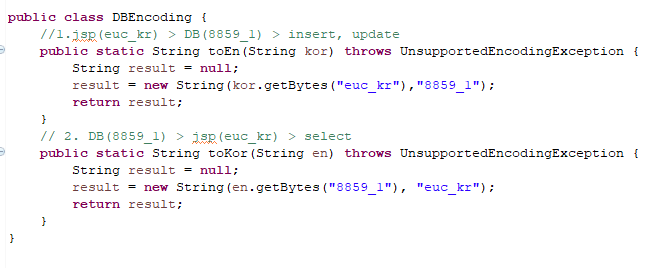 public class DBEncoding {
//1.jsp(euc_kr) > DB(8859_1) > insert, update
public static String toEn(String kor) throws UnsupportedEncodingException {
String result = null;
result = new String(kor.getBytes("euc_kr"),"8859_1");
return result;
}
// 2. DB(8859_1) > jsp(euc_kr) > select
public static String toKor(String en) throws UnsupportedEncodingException {
String result = null;
result = new String(en.getBytes("8859_1"), "euc_kr");
return result;
}
}